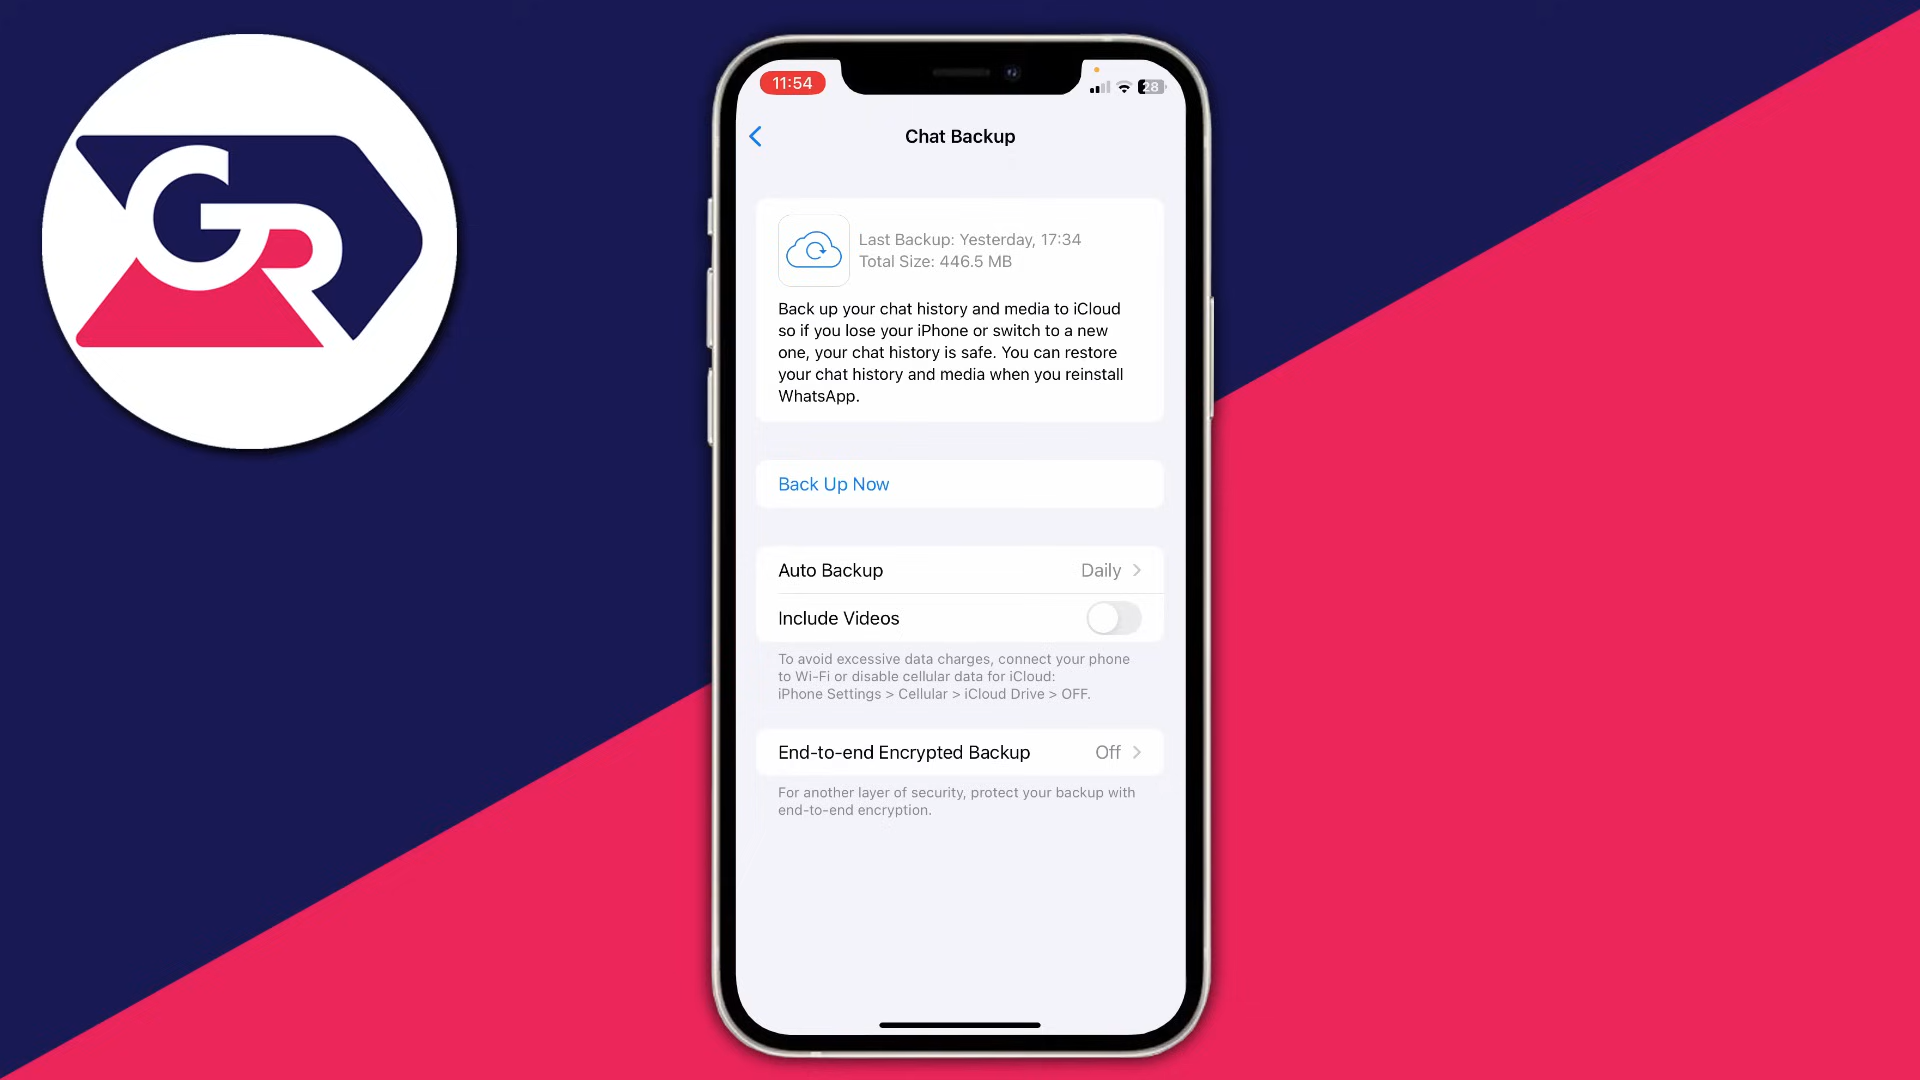 GR
11:54
28
Chat Backup
Last Backup: Yesterday, 17:34
Total Size: 446.5 MB
Back up your chat history and media to iCloud
so if you lose your iPhone or switch to a new
one, your chat history is safe. You can restore
your chat history and media when you reinstall
WhatsApp.
Back Up Now
Auto Backup Daily
Include Videos
To avoid excessive data charges, connect your phone
to Wi-Fi or disable cellular data for iCloud:
iPhone Settings > Cellular > iCloud Drive > OFF.
End-to-end Encrypted Backup Off
For another layer of security, protect your backup with
end-to-end encryption.